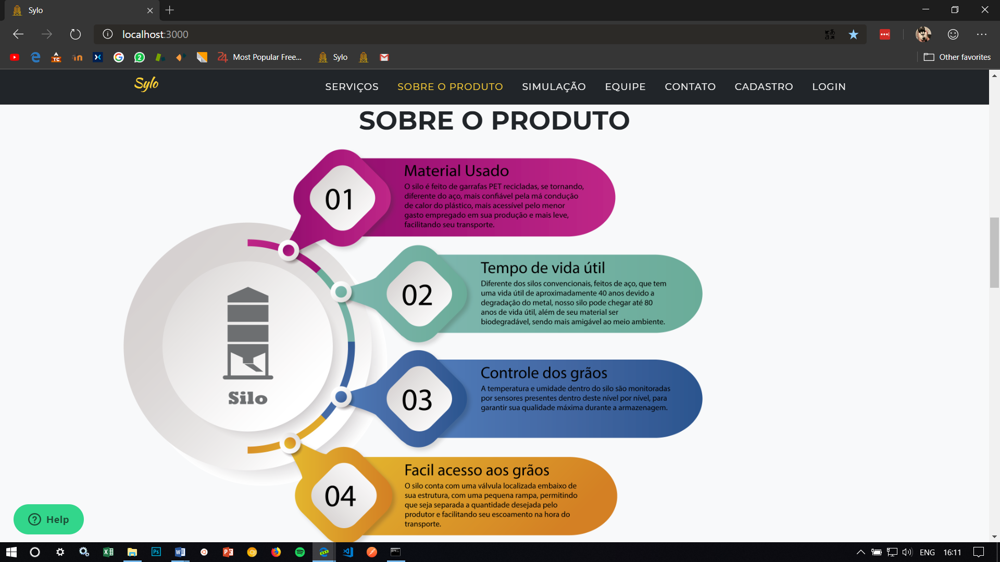 Sylo
localhost:3000
Most Popular Free...
Sylo
Other favorites
Sylo
SERVIÇOS
SOBRE O PRODUTO
SIMULAÇÃO
EQUIPE
CONTATO
CADASTRO
LOGIN
SOBRE O PRODUTO
01
Material Usado
O silo é feito de garrafas PET recicladas, se tornando,
diferente do aço, mais confiável pela má condução
de calor do plástico, mais acessível pelo menor
gasto empregado em sua produção e mais leve,
facilitando seu transporte.
02
Tempo de vida útil
Diferente dos silos convencionais, feitos de aço, que tem
uma vida útil de aproximadamente 40 anos devido a
degradação do metal, nosso silo pode chegar até 80
anos de vida útil, além de seu material ser
biodegradável, sendo mais amigável ao meio ambiente.
Silo
03
Controle dos grãos
A temperatura e umidade dentro do silo são monitoradas
por sensores presentes dentro deste nível por nível, para
garantir sua qualidade máxima durante a armazenagem.
04
Facil acesso aos grãos
O silo conta com uma válvula localizada embaixo de
sua estrutura, com uma pequena rampa, permitindo
que seja separada a quantidade desejada pelo
produtor e facilitando seu escoamento na hora do
transporte.
Help
ENG
16:11